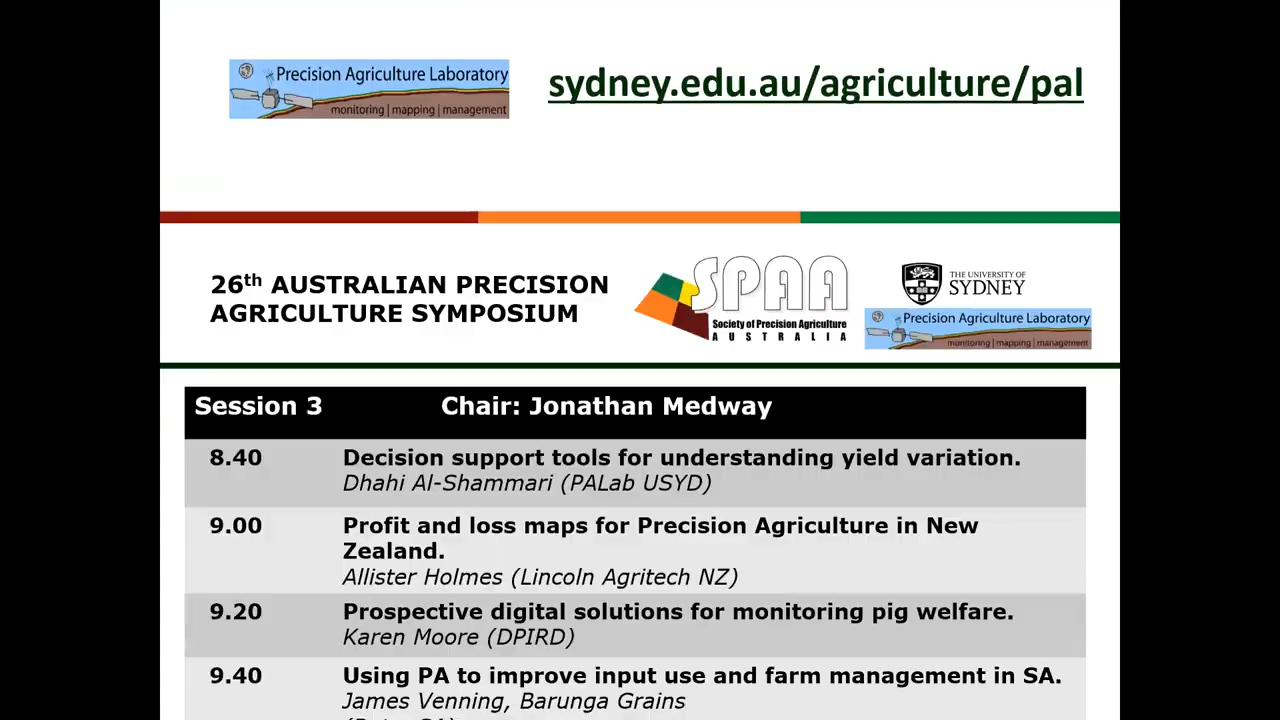 Precision Agriculture Laboratory
monitoring | mapping | management
sydney.edu.au/agriculture/pal
26th AUSTRALIAN PRECISION
AGRICULTURE SYMPOSIUM
SPAA
Society of Precision Agriculture
AUSTRALIA
THE UNIVERSITY OF
SYDNEY
Precision Agriculture Laboratory
monitoring | mapping | management
Session 3 Chair: Jonathan Medway
8.40 Decision support tools for understanding yield variation.
Dhahi Al-Shammari (PALab USYD)
9.00 Profit and loss maps for Precision Agriculture in New
Zealand.
Allister Holmes (Lincoln Agritech NZ)
9.20 Prospective digital solutions for monitoring pig welfare.
Karen Moore (DPIRD)
9.40 Using PA to improve input use and farm management in SA.
James Venning, Barunga Grains